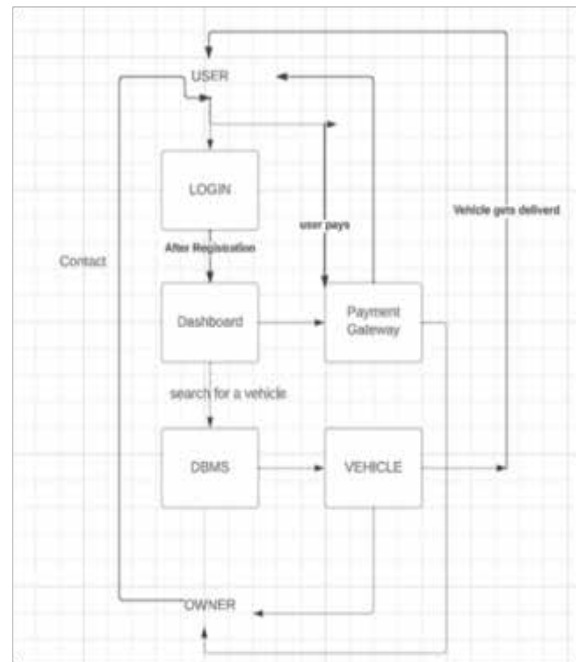 USER
LOGIN
Vehicle gets deliverd
user pays
After Registration
Contact
Dashboard
Payment
Gateway
search for a vehicle
DBMS
VEHICLE
OWNER